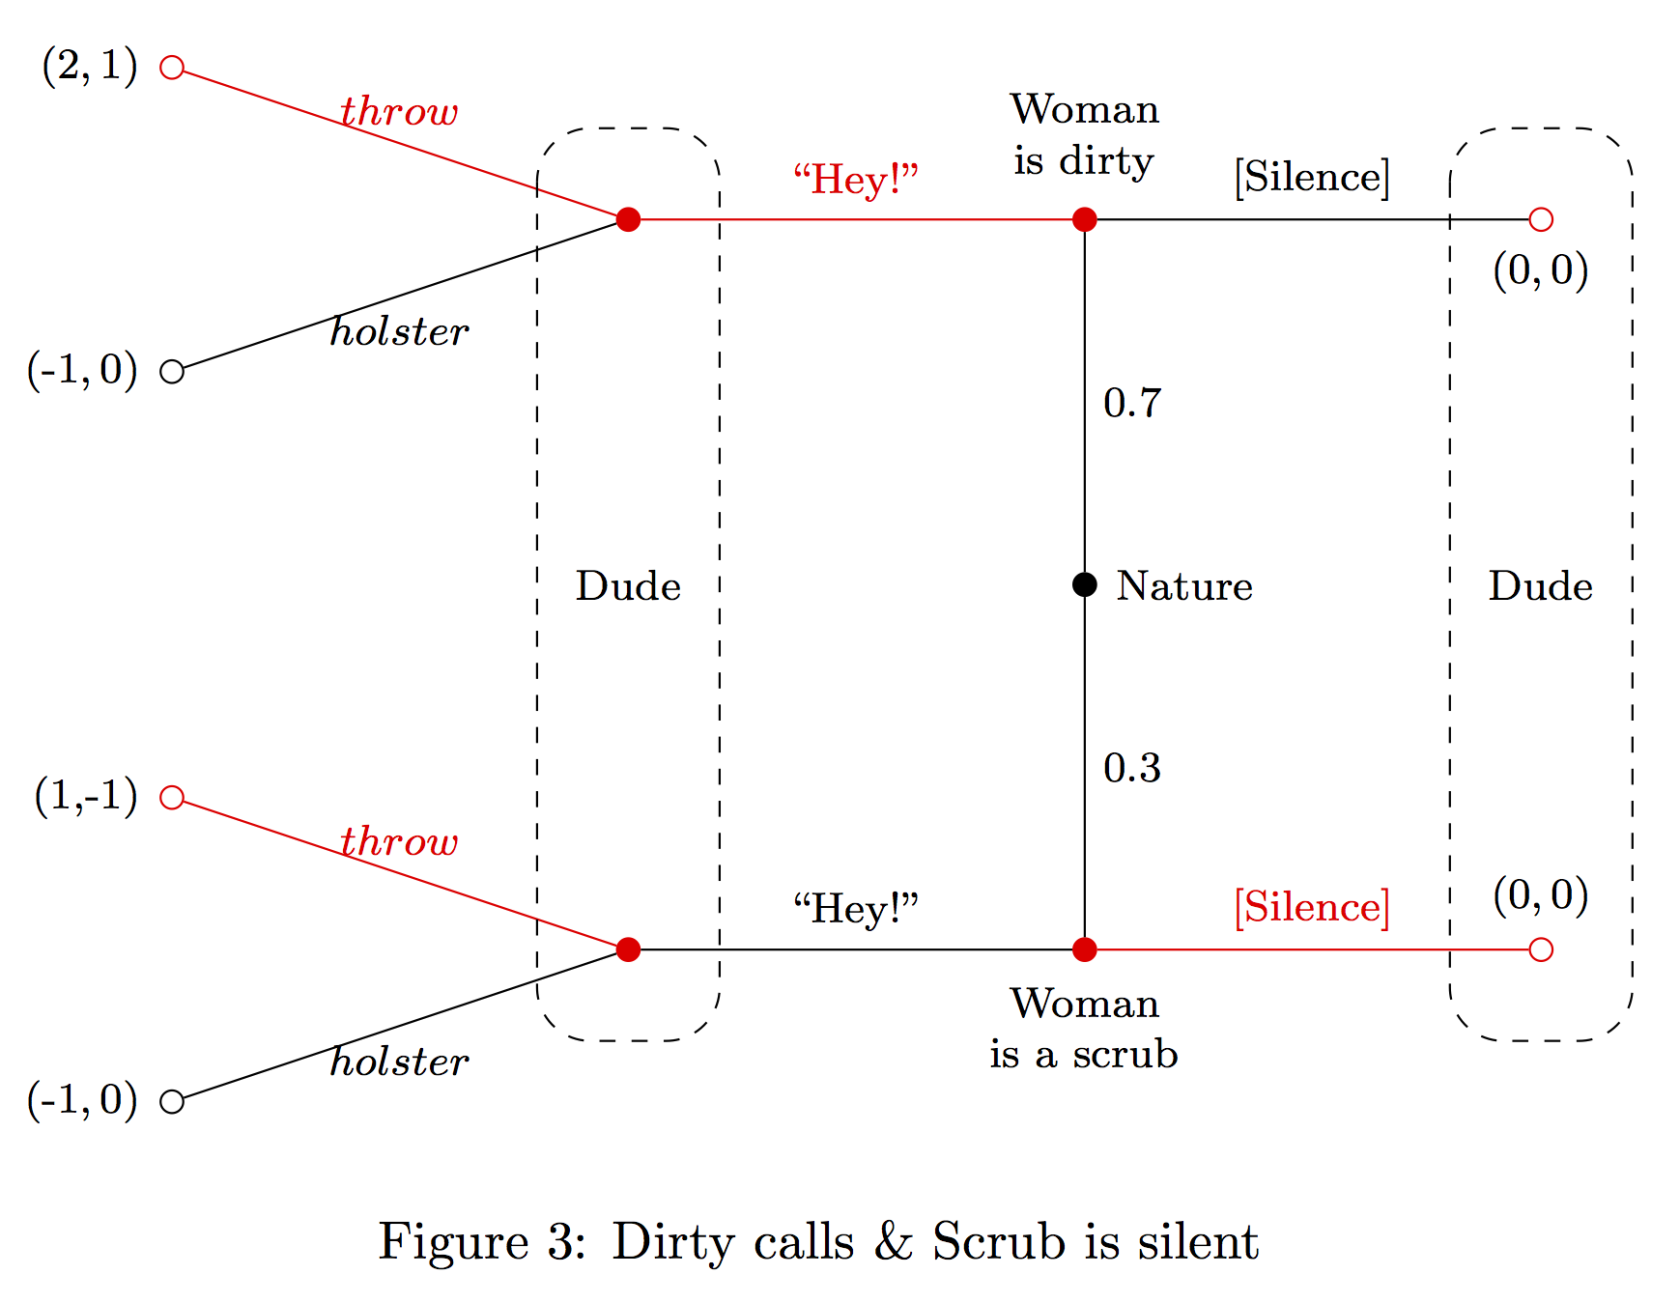 (2, 1)
throw
Woman
is dirty
"Hey!"
[Silence]
(0, 0)
holster
(-1, 0)
0.7
Dude
Nature
Dude
0.3
(1,-1)
throw
"Hey!"
[Silence]
(0, 0)
Woman
is a scrub
holster
(-1, 0)
Figure 3: Dirty calls & Scrub is silent